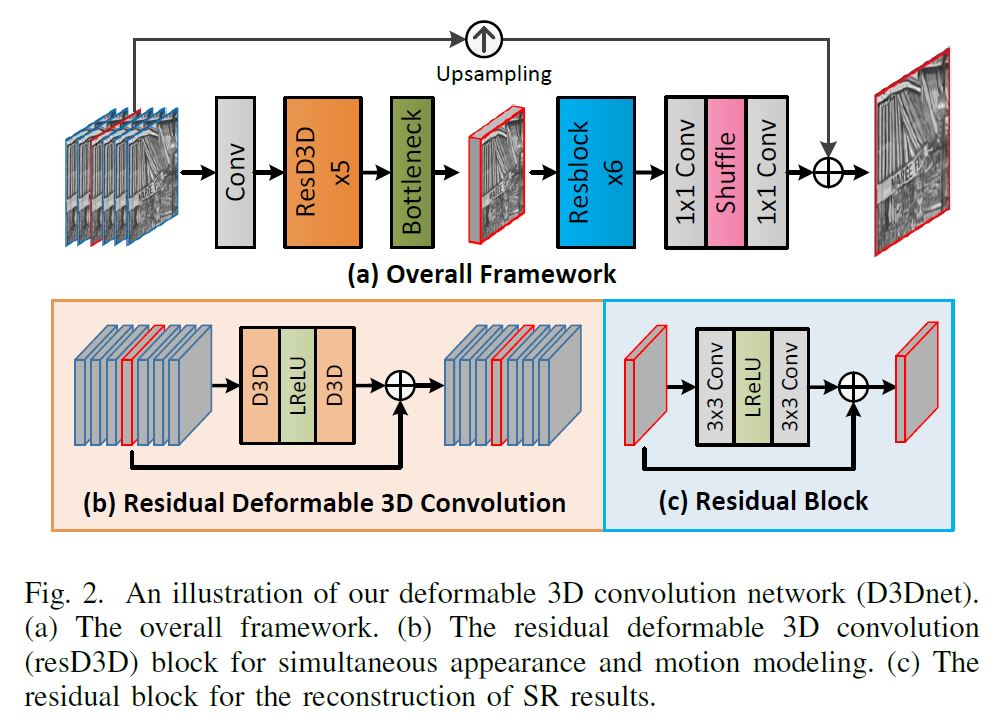 Upsampling
Conv
ResD3D
x5
Bottleneck
Resblock
x6
1x1 Conv
Shuffle
1x1 Conv
(a) Overall Framework
D3D
LReLU
D3D
(b) Residual Deformable 3D Convolution
3x3 Conv
LReLU
3x3 Conv
(c) Residual Block
Fig. 2. An illustration of our deformable 3D convolution network (D3Dnet).
(a) The overall framework. (b) The residual deformable 3D convolution
(resD3D) block for simultaneous appearance and motion modeling. (c) The
residual block for the reconstruction of SR results.